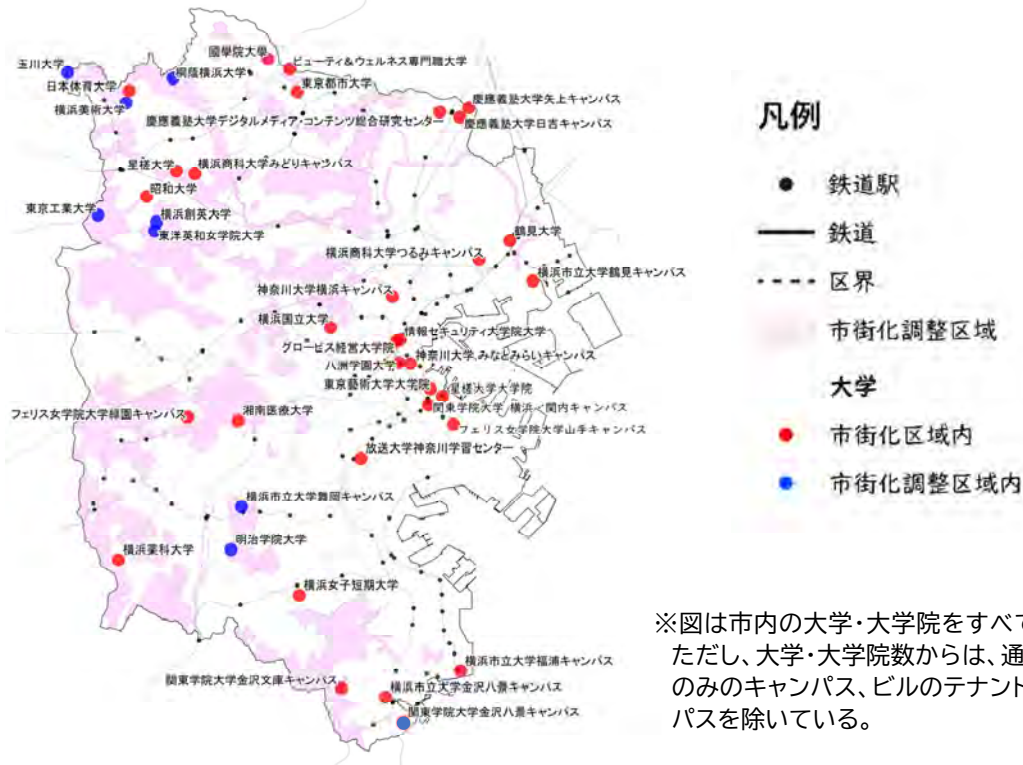 國學院大學
ビューティ&ウェルネス専門職大学
玉川大学
桐蔭横浜大学
日本体育大学
東京都市大学
横浜美術大学
慶應義塾大学矢上キャンパス
慶應義塾大学デジタルメディア・コンテンツ総合研究センター
慶應義塾大学日吉キャンパス
星槎大学
横浜商科大学みどりキャンパス
昭和大学
東京工業大学
横浜創英大学
東洋英和女学院大学
鶴見大学
横浜商科大学つるみキャンパス
横浜市立大学鶴見キャンパス
神奈川大学横浜キャンパス
横浜国立大学
情報セキュリティ大学院大学
グロービス経営大学院
八洲学園大学
神奈川大学みなとみらいキャンパス
東京藝術大学大学院
星槎大学大学院
関東学院大学 横浜・関内キャンパス
フェリス女学院大学緑園キャンパス
湘南医療大学
フェリス女学院大学山手キャンパス
放送大学神奈川学習センター
横浜市立大学舞岡キャンパス
明治学院大学
横浜薬科大学
横浜女子短期大学
横浜市立大学福浦キャンパス
関東学院大学金沢文庫キャンパス
横浜市立大学金沢八景キャンパス
関東学院大学金沢八景キャンパス
凡例
鉄道駅
鉄道
区界
市街化調整区域
大学
市街化区域内
市街化調整区域内
※図は市内の大学・大学院をすべて
ただし、大学・大学院数からは、通
のみのキャンパス、ビルのテナント
パスを除いている。